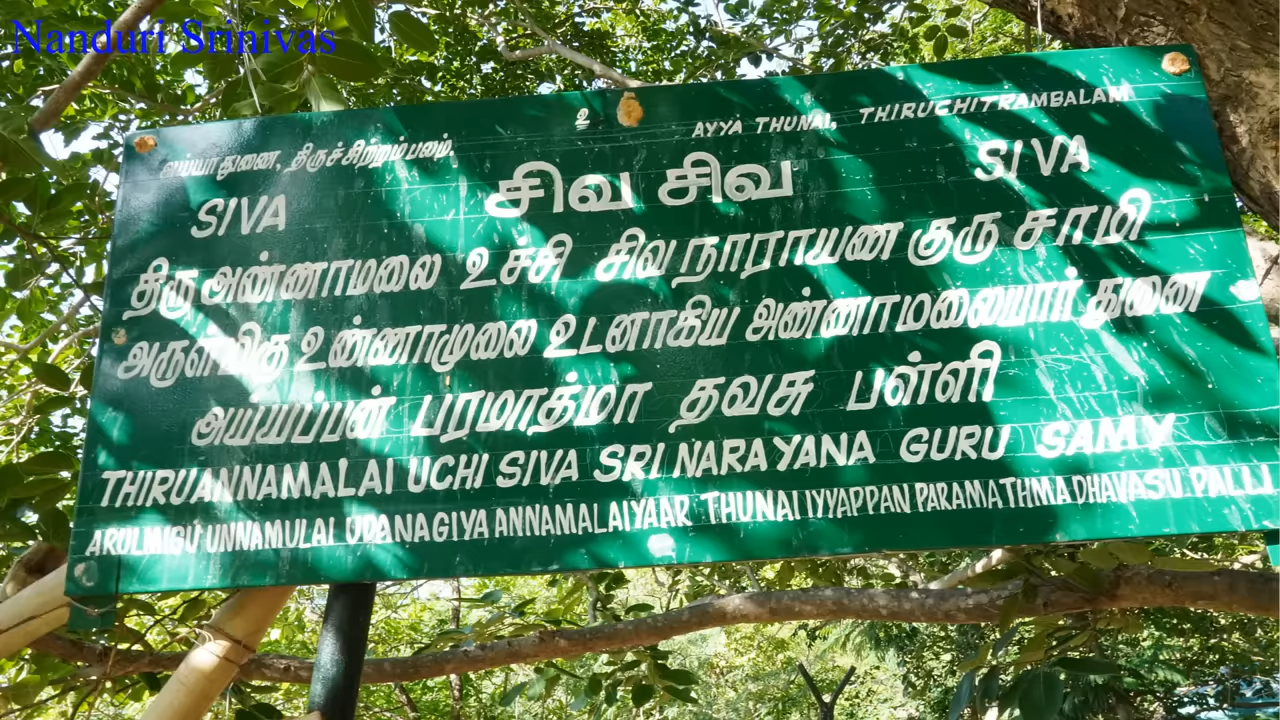 Nanduri Srinivas
உ
ஐய்யா துணை, திருச்சிற்றம்பலம்.
AYYA THUNAI, THIRUCHITRAMBALAM
SIVA சிவ சிவ SIVA
திரு அண்ணாமலை உச்சி சிவ நாராயண குரு சாமி
அருள்மிகு உண்ணாமுலை உடனாகிய அண்ணாமலையார் துணை
அய்யப்பன் பரமாத்மா தவசு பள்ளி
THIRUANNAMALAI UCHI SIVA SRI NARAYANA GURU SAMY
ARULMIGU UNNAMULAI UDANAGIYA ANNAMALAIYAAR THUNAI IYYAPPAN PARAMATHMA DHAVASU PALLI